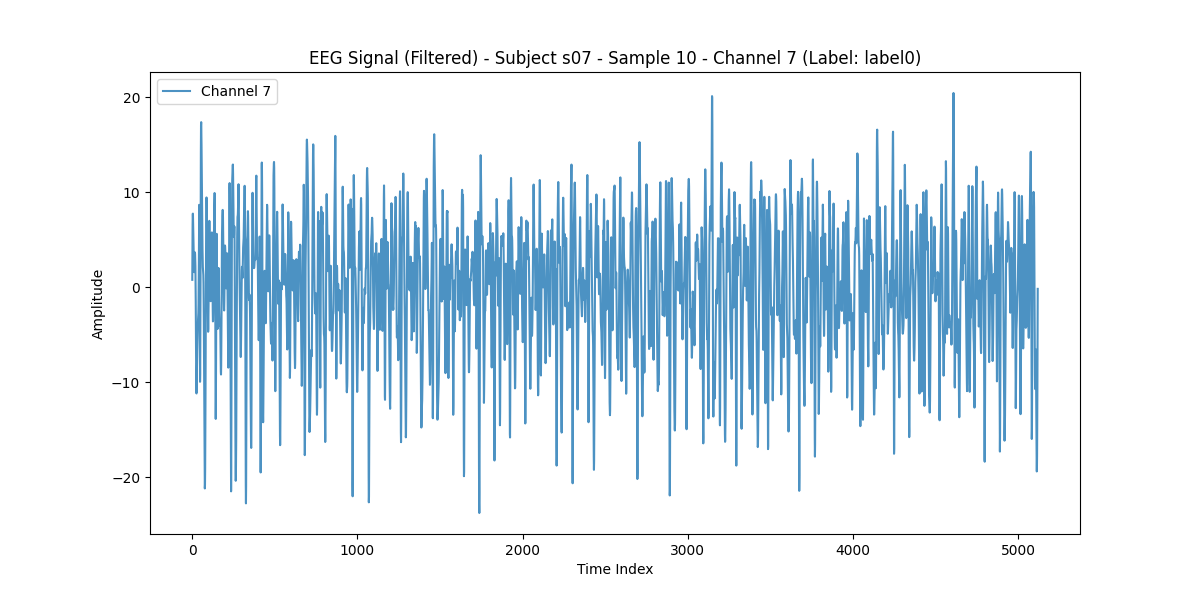 EEG Signal (Filtered) - Subject s07 - Sample 10 - Channel 7 (Label: label0)
Channel 7
20
10
0
−10
−20
Amplitude
0 1000 2000 3000 4000 5000
Time Index